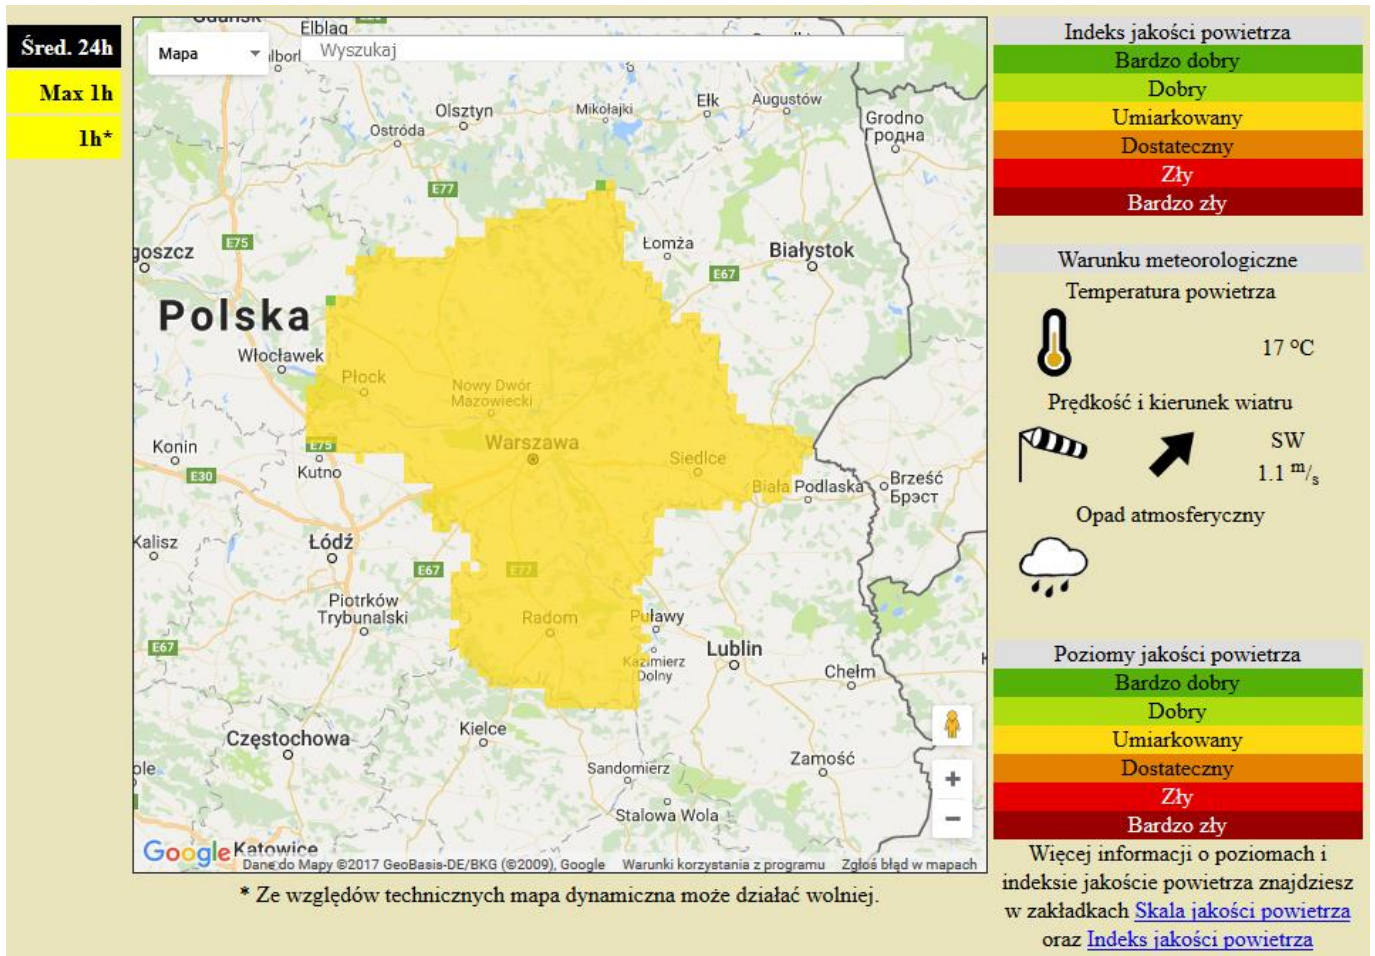 Śred. 24h
Max 1h
1h*
Mapa
Wyszukaj
Elbląg
Olsztyn
Ostróda
Mikołajki
Ełk
Augustów
Grodno
Гродна
E77
E75
Łomża
Białystok
E67
Polska
Włocławek
Płock
Nowy Dwór
Mazowiecki
Warszawa
Siedlce
Biała Podlaska
Brześć
Брэст
Konin
E30
E75
Kutno
Kalisz
Łódź
E67
E77
Piotrków
Trybunalski
Radom
Puławy
E67
Kazimierz
Dolny
Lublin
Chełm
Kielce
Częstochowa
Zamość
Sandomierz
Stalowa Wola
Katowice
Google
Dane do Mapy ©2017 GeoBasis-DE/BKG (©2009), Google Warunki korzystania z programu Zgłoś błąd w mapach
* Ze względów technicznych mapa dynamiczna może działać wolniej.
Indeks jakości powietrza
Bardzo dobry
Dobry
Umiarkowany
Dostateczny
Zły
Bardzo zły
Warunku meteorologiczne
Temperatura powietrza
17 °C
Prędkość i kierunek wiatru
SW
1.1 m/s
Opad atmosferyczny
Poziomy jakości powietrza
Bardzo dobry
Dobry
Umiarkowany
Dostateczny
Zły
Bardzo zły
Więcej informacji o poziomach i
indeksie jakoście powietrza znajdziesz
w zakładkach Skala jakości powietrza
oraz Indeks jakości powietrza